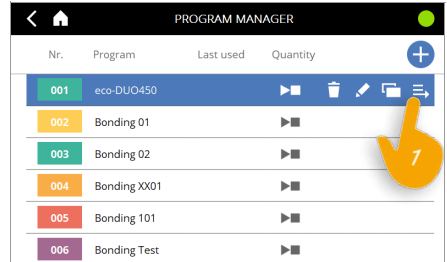 PROGRAM MANAGER
Nr. Program Last used Quantity
001 eco-DUO450
002 Bonding 01
003 Bonding 02
004 Bonding XX01
005 Bonding 101
006 Bonding Test
1